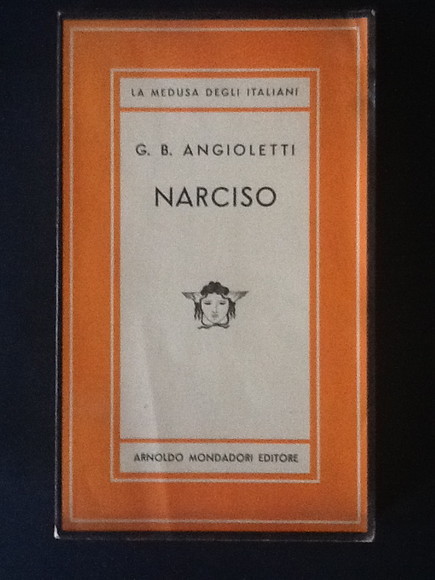 LA MEDUSA DEGLI ITALIANI
G. B. ANGIOLETTI
NARCISO
ARNOLDO MONDADORI EDITORE